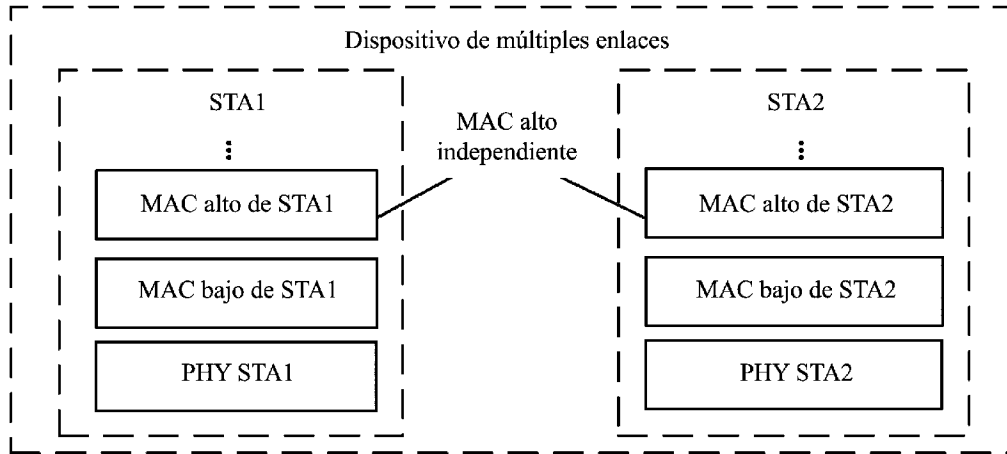 Dispositivo de múltiples enlaces
STA1
MAC alto de STA1
MAC bajo de STA1
PHY STA1
MAC alto
independiente
STA2
MAC alto de STA2
MAC bajo de STA2
PHY STA2